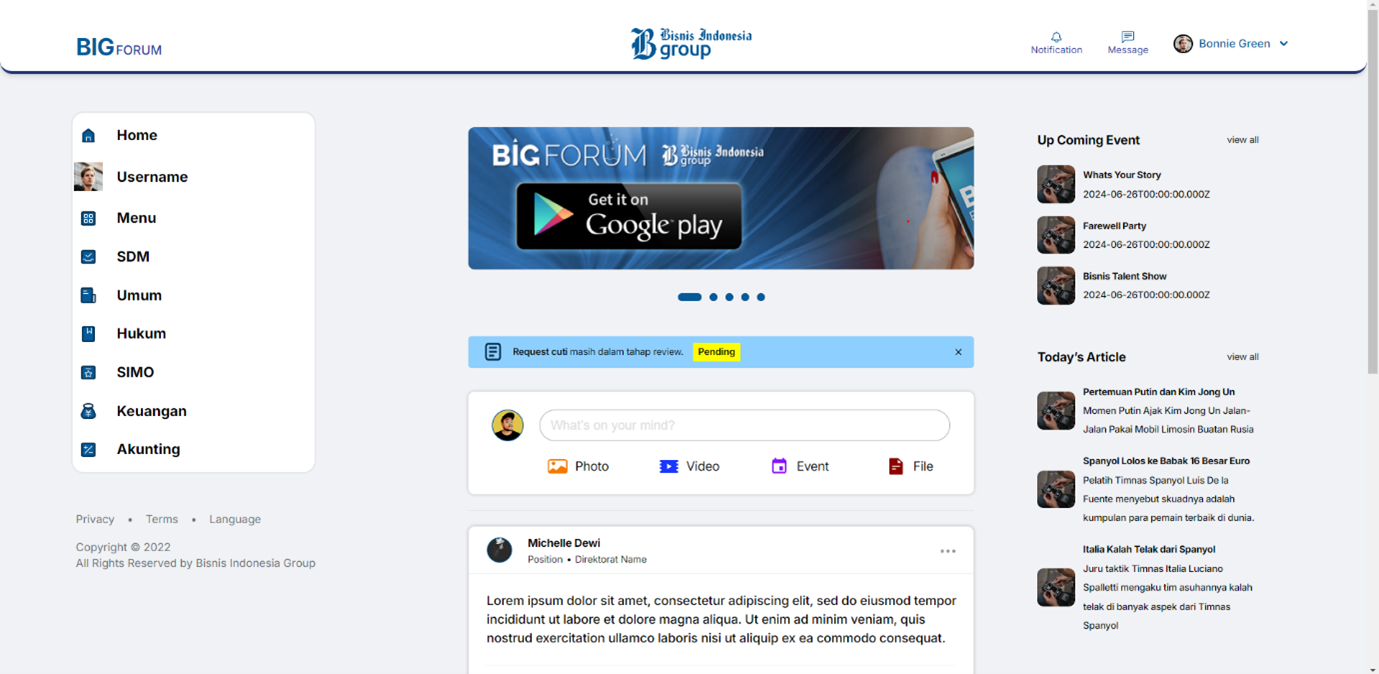 BIG FORUM
Bisnis Indonesia
group
Notification
Message
Bonnie Green
Home
Username
Menu
SDM
Umum
Hukum
SIMO
Keuangan
Akunting
Privacy • Terms • Language
Copyright © 2022
All Rights Reserved by Bisnis Indonesia Group
BIG FORUM Bisnis Indonesia
group
Get it on
Google play
Request cuti masih dalam tahap review. Pending
What's on your mind?
Photo
Video
Event
File
Michelle Dewi
Position • Direktorat Name
Lorem ipsum dolor sit amet, consectetur adipiscing elit, sed do eiusmod tempor
incididunt ut labore et dolore magna aliqua. Ut enim ad minim veniam, quis
nostrud exercitation ullamco laboris nisi ut aliquip ex ea commodo consequat.
Up Coming Event view all
Whats Your Story
2024-06-26T00:00:00.000Z
Farewell Party
2024-06-26T00:00:00.000Z
Bisnis Talent Show
2024-06-26T00:00:00.000Z
Today's Article view all
Pertemuan Putin dan Kim Jong Un
Momen Putin Ajak Kim Jong Un Jalan-
Jalan Pakai Mobil Limosin Buatan Rusia
Spanyol Lolos ke Babak 16 Besar Euro
Pelatih Timnas Spanyol Luis De la
Fuente menyebut skuadnya adalah
kumpulan para pemain terbaik di dunia.
Italia Kalah Telak dari Spanyol
Juru taktik Timnas Italia Luciano
Spalletti mengaku tim asuhannya kalah
telak di banyak aspek dari Timnas
Spanyol